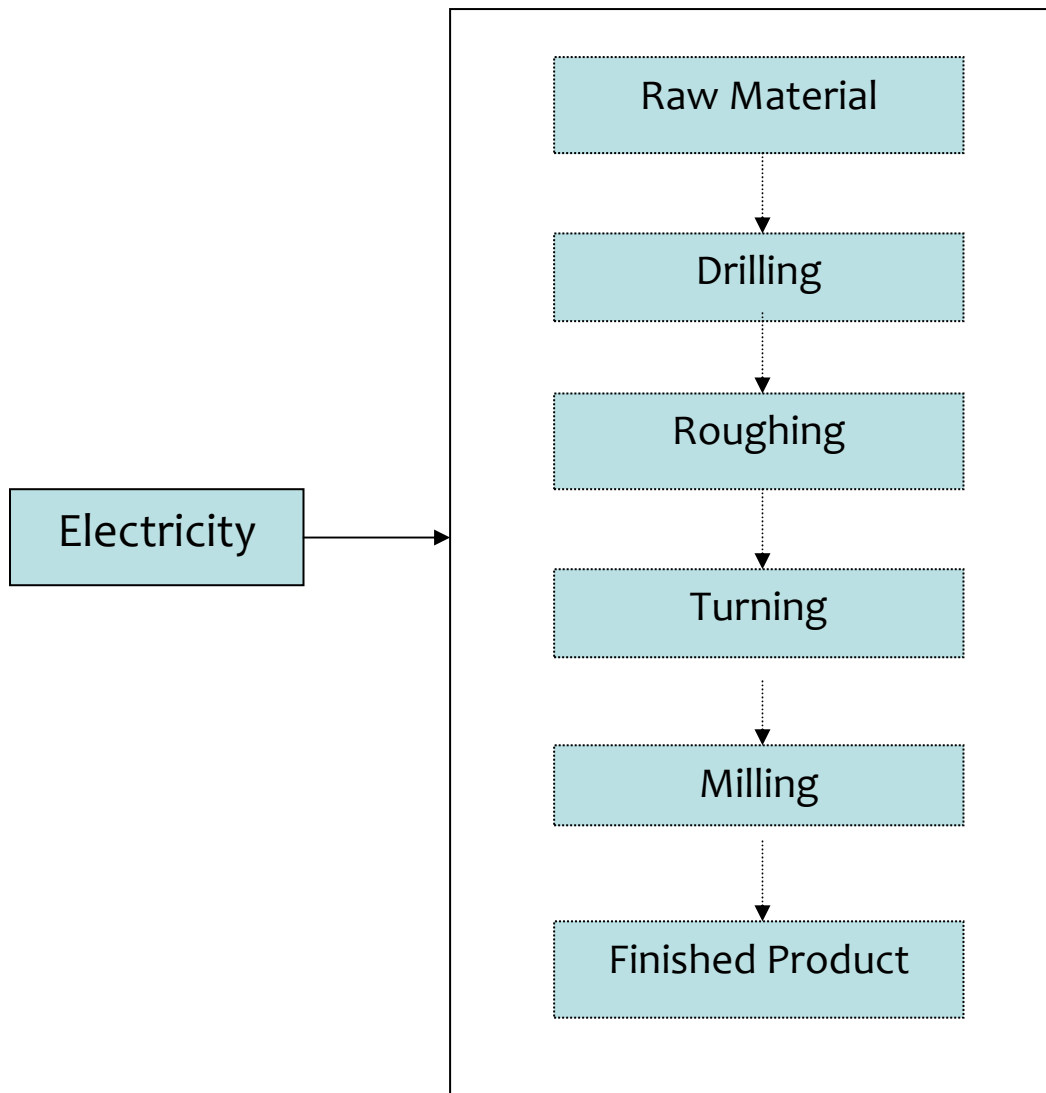 Raw Material
Drilling
Roughing
Electricity
Turning
Milling
Finished Product